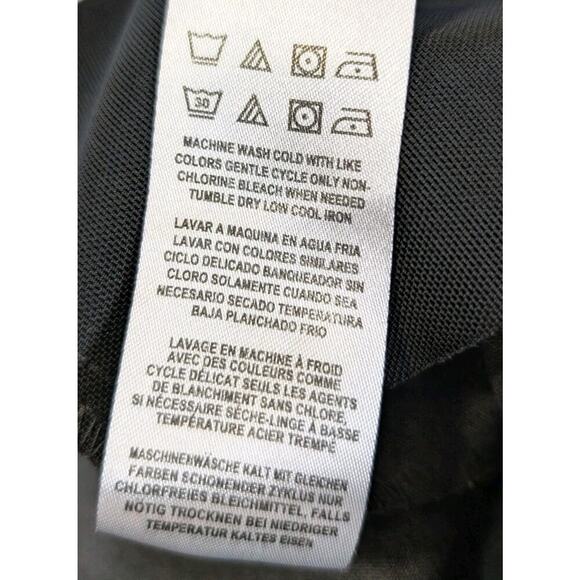 30
MACHINE WASH COLD WITH LIKE
COLORS GENTLE CYCLE ONLY NON-
CHLORINE BLEACH WHEN NEEDED
TUMBLE DRY LOW COOL IRON
LAVAR A MAQUINA EN AGUA FRIA
LAVAR CON COLORES SIMILARES
CICLO DELICADO BANQUEADOR SIN
CLORO SOLAMENTE CUANDO SEA
NECESARIO SECADO TEMPERATURA
BAJA PLANCHADO FRIO
LAVAGE EN MACHINE À FROID
AVEC DES COULEURS COMME
CYCLE DÉLICAT SEULS LES AGENTS
DE BLANCHIMENT SANS CHLORE,
SI NÉCESSAIRE SÈCHE-LINGE À BASSE
TEMPÉRATURE ACIER TREMPÉ
MASCHINENWÄSCHE KALT MIT GLEICHEN
FARBEN SCHONENDER ZYKLUS NUR
CHLORFREIES BLEICHMITTEL. FALLS
NÖTIG TROCKNEN BEI NIEDRIGER
TEMPERATUR KALTES EISEN